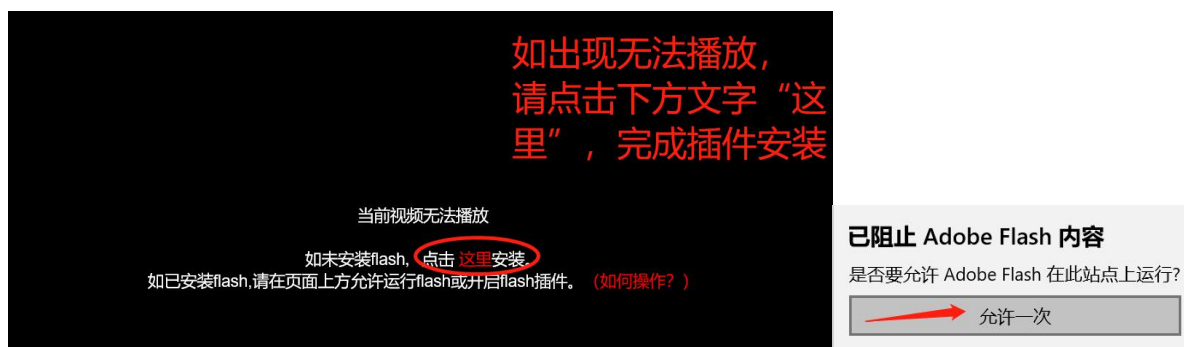 如出现无法播放,
请点击下方文字“这
里”,完成插件安装
当前视频无法播放
如未安装flash, 点击 这里安装。
如已安装flash,请在页面上方允许运行flash或开启flash插件。（如何操作？）
已阻止 Adobe Flash 内容
是否要允许 Adobe Flash 在此站点上运行?
允许一次